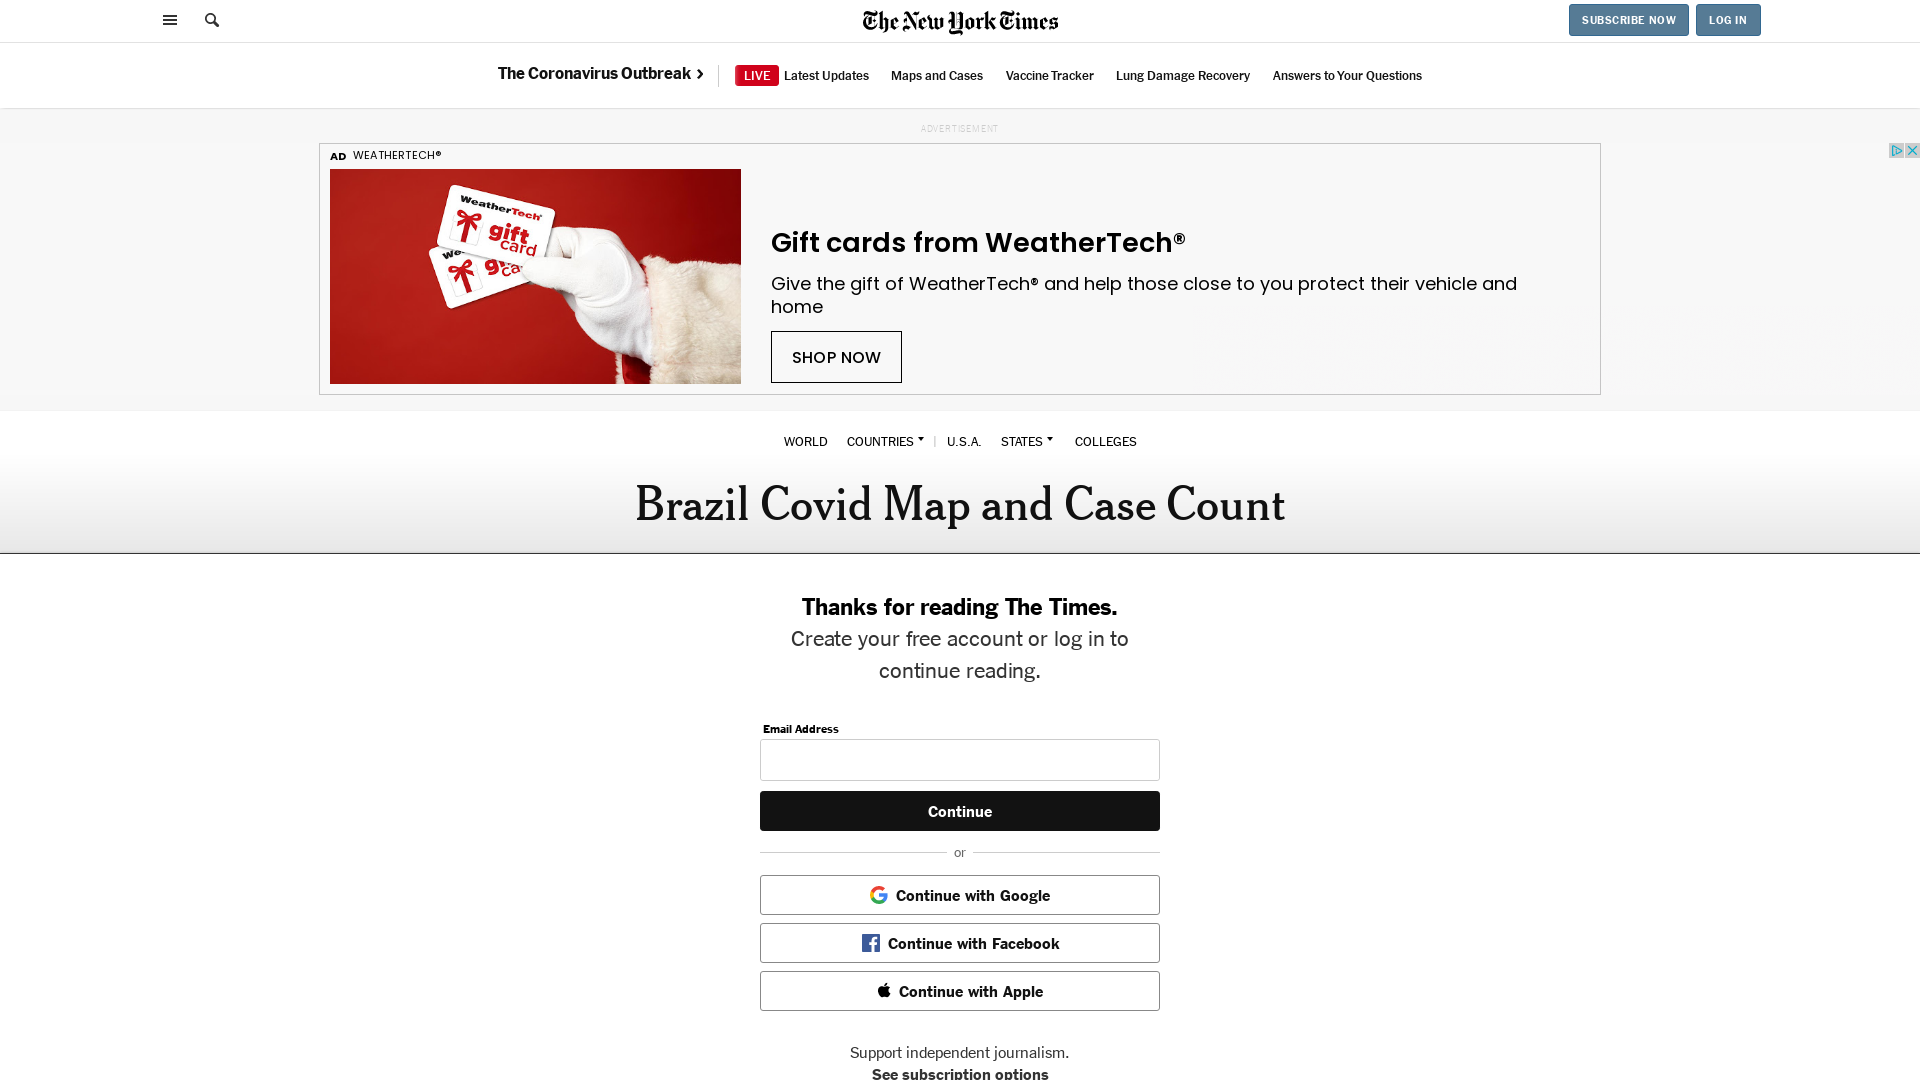 The New York Times
SUBSCRIBE NOW
LOG IN
The Coronavirus Outbreak
LIVE Latest Updates
Maps and Cases
Vaccine Tracker
Lung Damage Recovery
Answers to Your Questions
ADVERTISEMENT
AD WEATHERTECH®
WeatherTech
gift
card
Gift cards from WeatherTech®
Give the gift of WeatherTech® and help those close to you protect their vehicle and
home
SHOP NOW
WORLD
COUNTRIES
U.S.A.
STATES
COLLEGES
Brazil Covid Map and Case Count
Thanks for reading The Times.
Create your free account or log in to
continue reading.
Email Address
Continue
or
Continue with Google
Continue with Facebook
Continue with Apple
Support independent journalism.
See subscription options